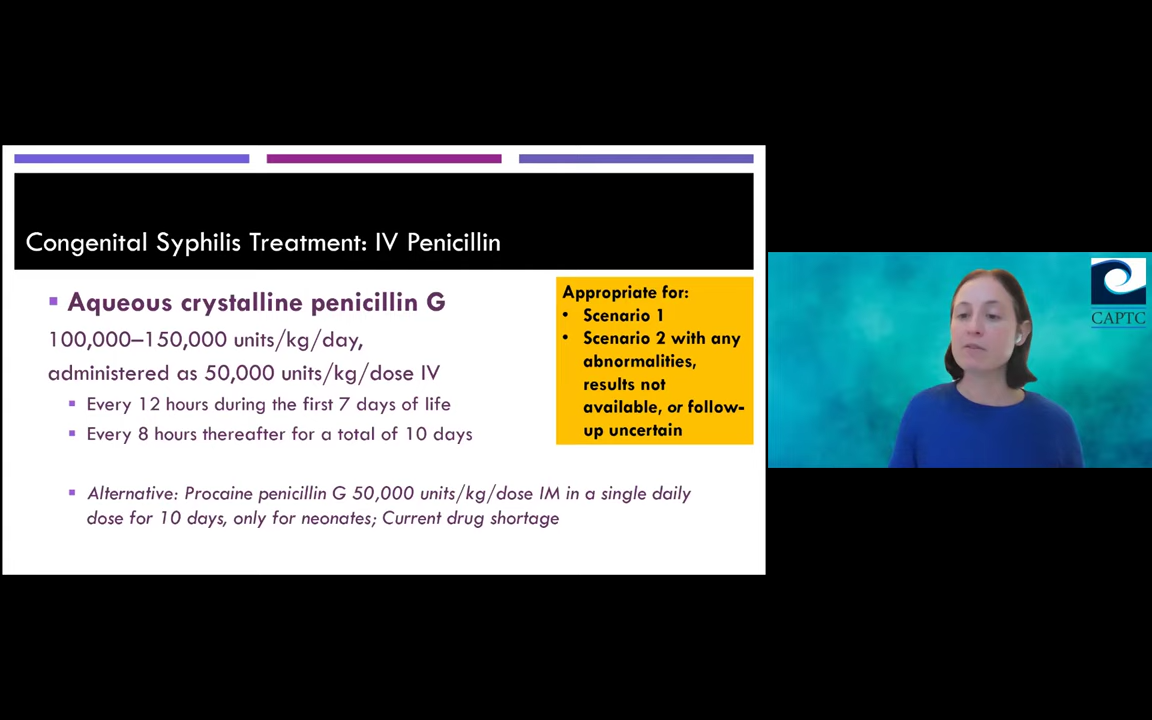 Congenital Syphilis Treatment: IV Penicillin
Aqueous crystalline penicillin G
100,000–150,000 units/kg/day,
administered as 50,000 units/kg/dose IV
Every 12 hours during the first 7 days of life
Every 8 hours thereafter for a total of 10 days
Alternative: Procaine penicillin G 50,000 units/kg/dose IM in a single daily
dose for 10 days, only for neonates; Current drug shortage
Appropriate for:
• Scenario 1
• Scenario 2 with any
abnormalities,
results not
available, or follow-
up uncertain
CAPTC